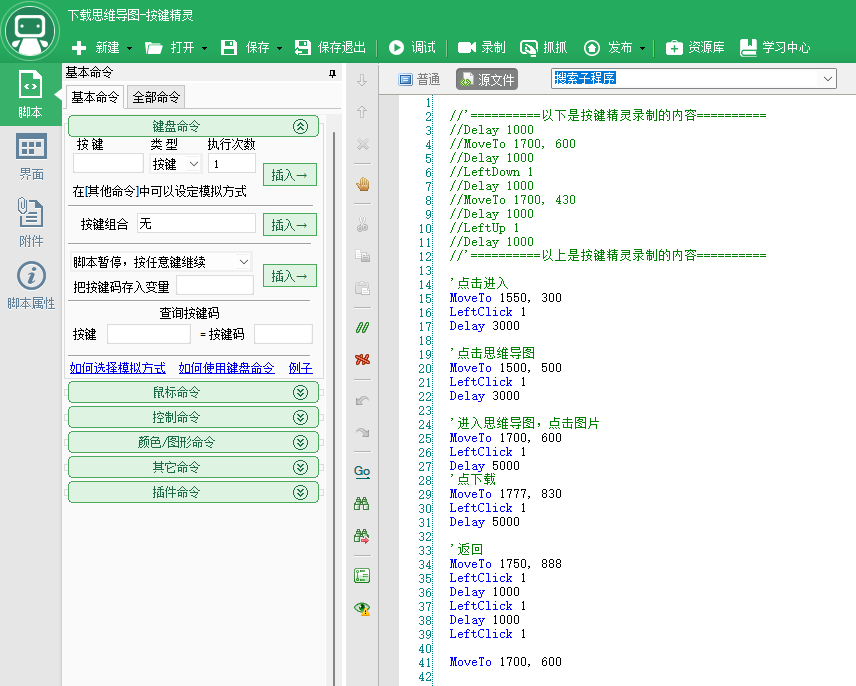 下载思维导图-按键精灵
新建 打开 保存 保存退出 调试 录制 抓抓 发布 资源库 学习中心
脚本
界面
附件
脚本属性
基本命令
基本命令 全部命令
键盘命令
按键 类型 执行次数
按键 1 插入→
在[其他命令]中可以设定模拟方式
按键组合 无 插入→
脚本暂停，按任意键继续
把按键码存入变量 插入→
查询按键码
按键 =按键码
如何选择模拟方式 如何使用键盘命令 例子
鼠标命令
控制命令
颜色/图形命令
其它命令
插件命令
Go
普通 源文件 搜索子程序
1
2 //'==========以下是按键精灵录制的内容==========
3 //Delay 1000
4 //MoveTo 1700, 600
5 //Delay 1000
6 //LeftDown 1
7 //Delay 1000
8 //MoveTo 1700, 430
9 //Delay 1000
10 //LeftUp 1
11 //Delay 1000
12 //'==========以上是按键精灵录制的内容==========
13
14 '点击进入
15 MoveTo 1550, 300
16 LeftClick 1
17 Delay 3000
18
19 '点击思维导图
20 MoveTo 1500, 500
21 LeftClick 1
22 Delay 3000
23
24 '进入思维导图，点击图片
25 MoveTo 1700, 600
26 LeftClick 1
27 Delay 5000
28 '点下载
29 MoveTo 1777, 830
30 LeftClick 1
31 Delay 5000
32
33 '返回
34 MoveTo 1750, 888
35 LeftClick 1
36 Delay 1000
37 LeftClick 1
38 Delay 1000
39 LeftClick 1
40
41 MoveTo 1700, 600
42